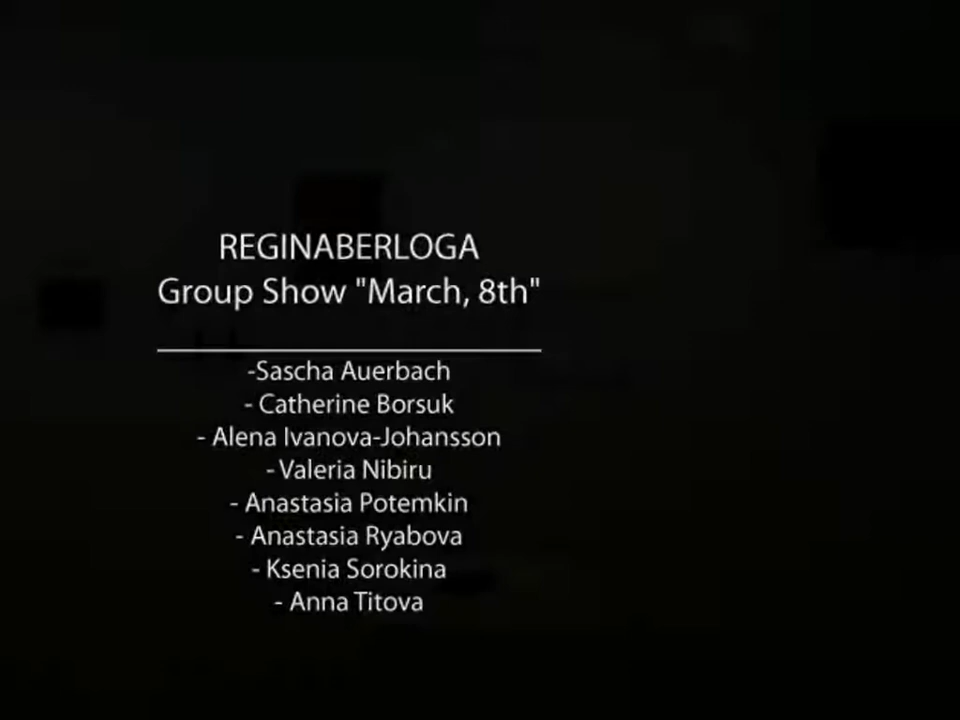 REGINABERLOGA
Group Show "March, 8th"
-Sascha Auerbach
- Catherine Borsuk
- Alena Ivanova-Johansson
- Valeria Nibiru
- Anastasia Potemkin
- Anastasia Ryabova
- Ksenia Sorokina
- Anna Titova